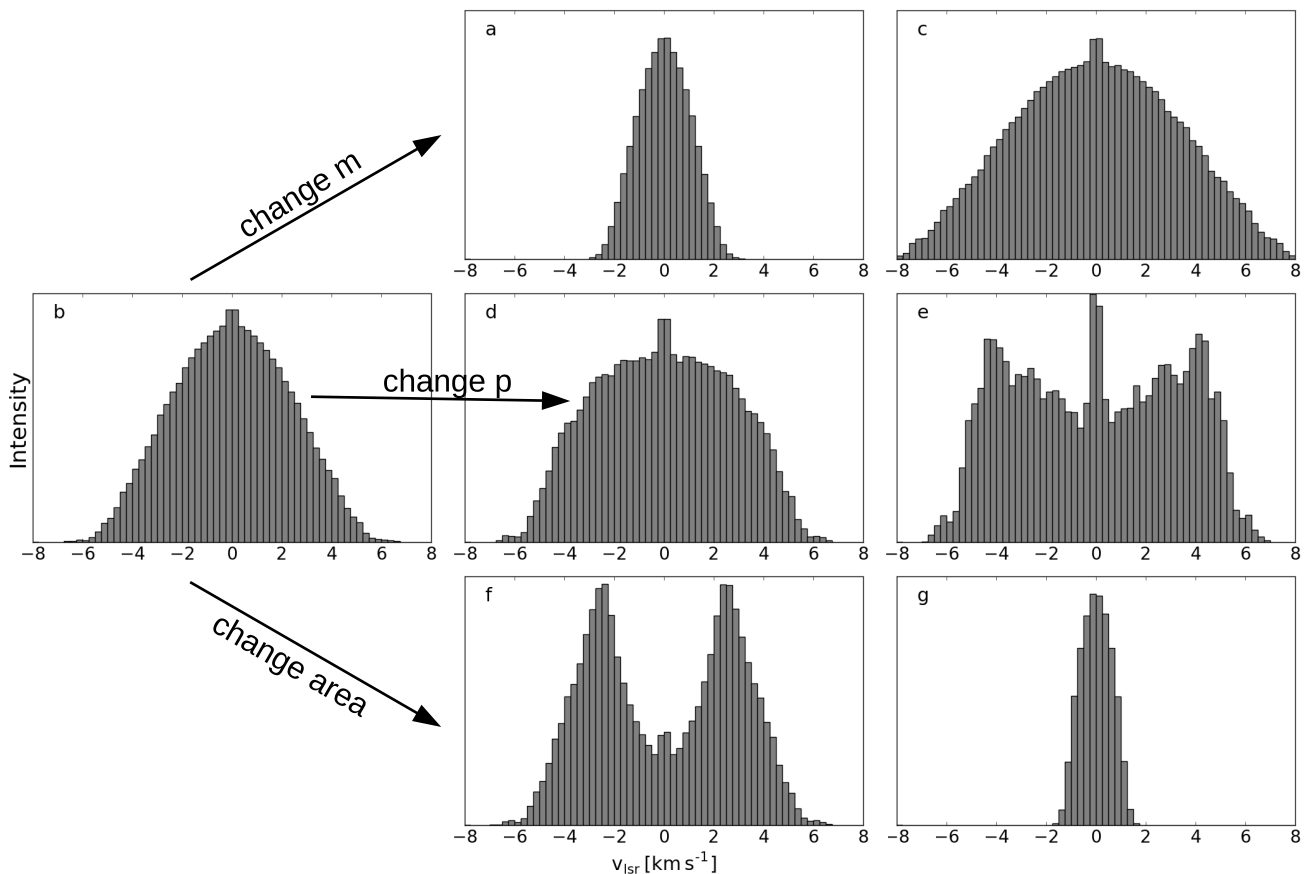 a
−8 −6 −4 −2 0 2 4 6 8
c
−8 −6 −4 −2 0 2 4 6 8
change m
b
−8 −6 −4 −2 0 2 4 6 8
Intensity
change p
d
−8 −6 −4 −2 0 2 4 6 8
e
−8 −6 −4 −2 0 2 4 6 8
change area
f
−8 −6 −4 −2 0 2 4 6 8
v_lsr [km s⁻¹]
g
−8 −6 −4 −2 0 2 4 6 8